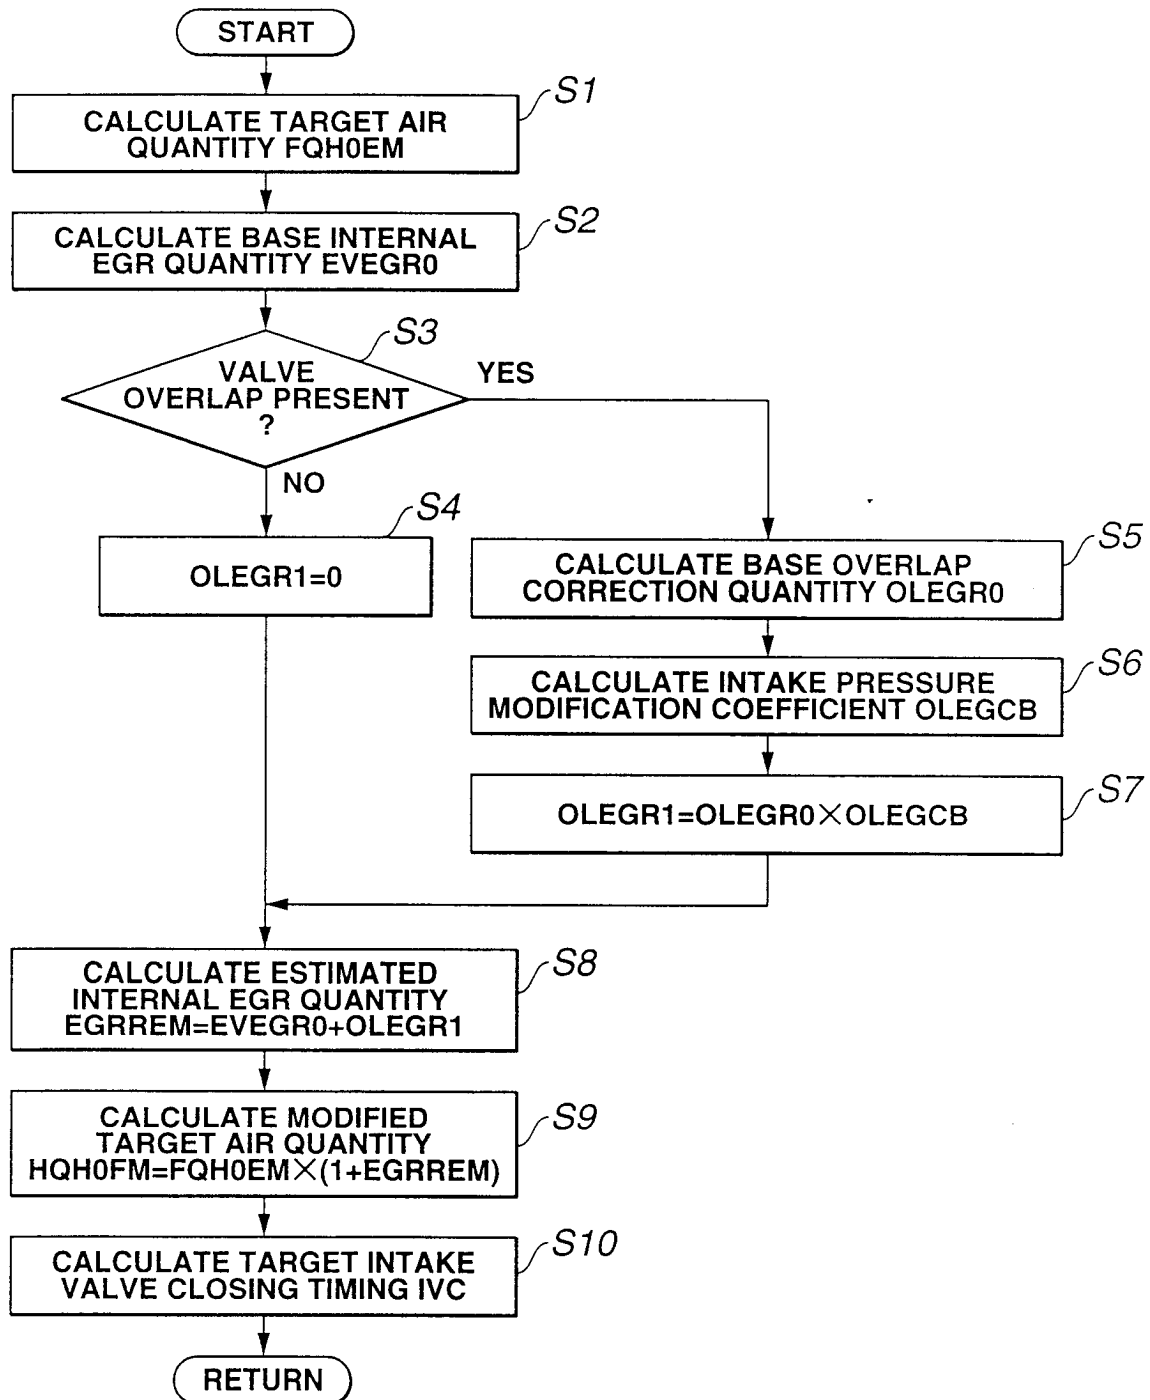 START
S1
CALCULATE TARGET AIR
QUANTITY FQH0EM
S2
CALCULATE BASE INTERNAL
EGR QUANTITY EVEGR0
S3
VALVE
OVERLAP PRESENT
?
YES
NO
S4
OLEGR1=0
S5
CALCULATE BASE OVERLAP
CORRECTION QUANTITY OLEGR0
S6
CALCULATE INTAKE PRESSURE
MODIFICATION COEFFICIENT OLEGCB
S7
OLEGR1=OLEGR0×OLEGCB
S8
CALCULATE ESTIMATED
INTERNAL EGR QUANTITY
EGRREM=EVEGR0+OLEGR1
S9
CALCULATE MODIFIED
TARGET AIR QUANTITY
HQH0FM=FQH0EM×(1+EGRREM)
S10
CALCULATE TARGET INTAKE
VALVE CLOSING TIMING IVC
RETURN